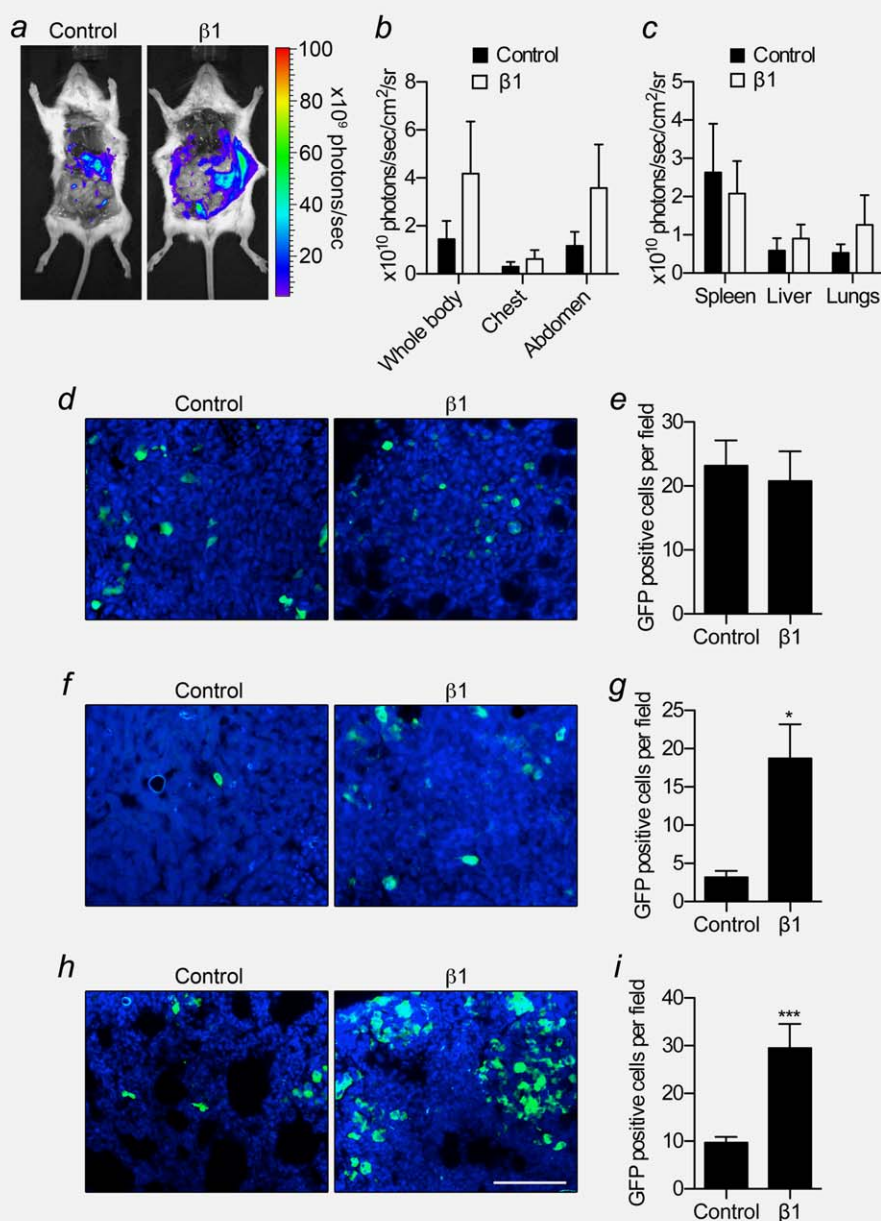 a
Control
β1
100
80
60
40
20
x10⁹ photons/sec
b
Control
β1
x10¹⁰ photons/sec/cm²/sr
8
6
4
2
0
Whole body
Chest
Abdomen
c
Control
β1
x10¹⁰ photons/sec/cm²/sr
5
4
3
2
1
0
Spleen Liver Lungs
d
Control
β1
e
GFP positive cells per field
30
20
10
0
Control β1
f
Control
β1
g
GFP positive cells per field
25
20
15
10
5
0
*
Control β1
h
Control
β1
i
GFP positive cells per field
40
30
20
10
0
***
Control β1